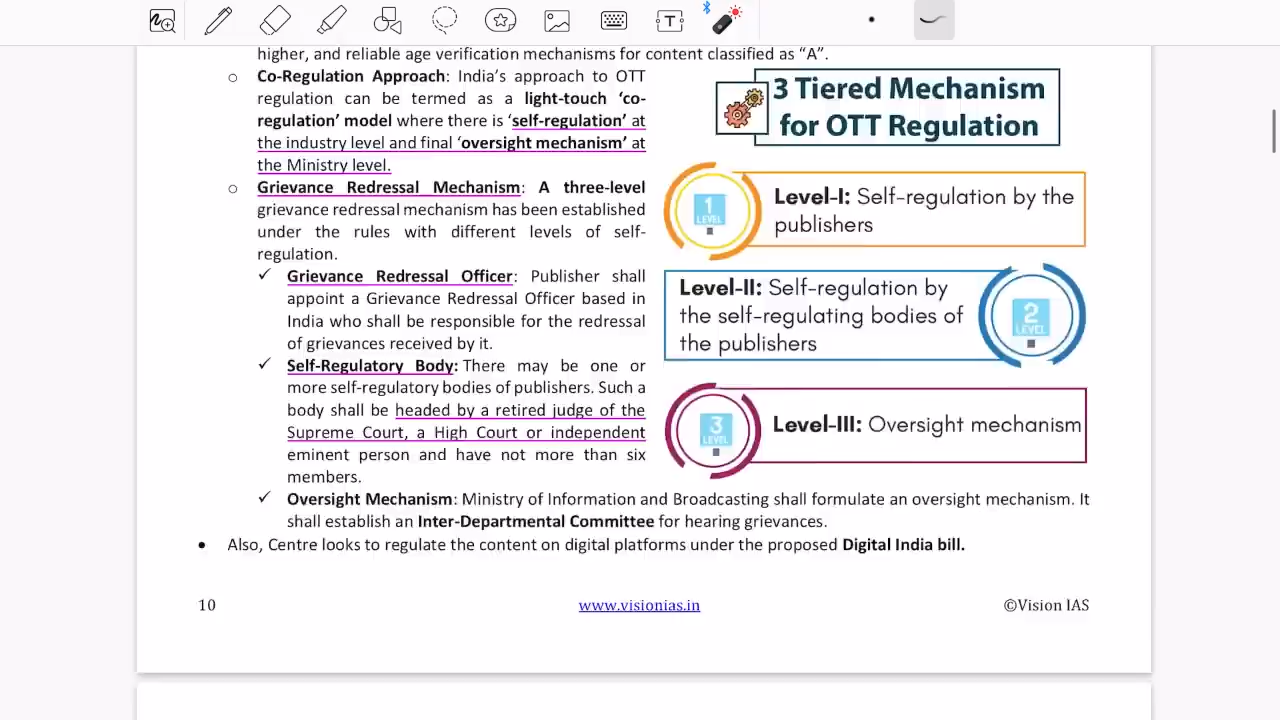 T
higher, and reliable age verification mechanisms for content classified as “A”.
o Co-Regulation Approach: India’s approach to OTT
regulation can be termed as a light-touch ‘co-
regulation’ model where there is ‘self-regulation’ at
the industry level and final ‘oversight mechanism’ at
the Ministry level.
o Grievance Redressal Mechanism: A three-level
grievance redressal mechanism has been established
under the rules with different levels of self-
regulation.
✓ Grievance Redressal Officer: Publisher shall
appoint a Grievance Redressal Officer based in
India who shall be responsible for the redressal
of grievances received by it.
✓ Self-Regulatory Body: There may be one or
more self-regulatory bodies of publishers. Such a
body shall be headed by a retired judge of the
Supreme Court, a High Court or independent
eminent person and have not more than six
members.
3 Tiered Mechanism
for OTT Regulation
1
LEVEL
Level-I: Self-regulation by the
publishers
Level-II: Self-regulation by
the self-regulating bodies of
the publishers
2
LEVEL
3
LEVEL
Level-III: Oversight mechanism
✓ Oversight Mechanism: Ministry of Information and Broadcasting shall formulate an oversight mechanism. It
shall establish an Inter-Departmental Committee for hearing grievances.
• Also, Centre looks to regulate the content on digital platforms under the proposed Digital India bill.
10
www.visionias.in
©Vision IAS